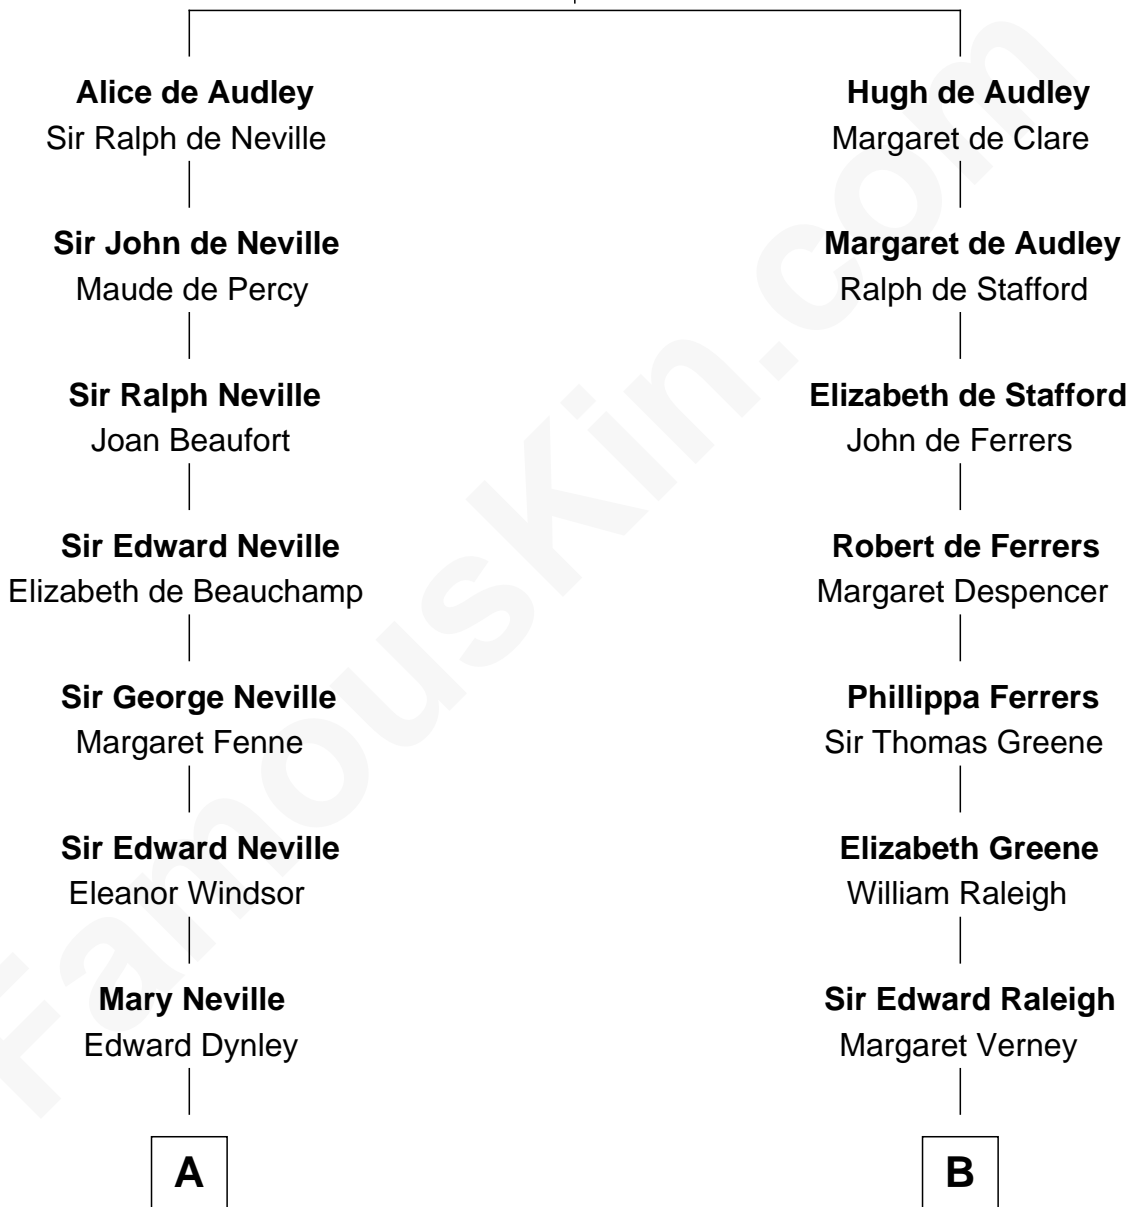 Alice de Audley
Sir Ralph de Neville
Sir John de Neville
Maude de Percy
Sir Ralph Neville
Joan Beaufort
Sir Edward Neville
Elizabeth de Beauchamp
Sir George Neville
Margaret Fenne
Sir Edward Neville
Eleanor Windsor
Mary Neville
Edward Dynley
A
Hugh de Audley
Margaret de Clare
Margaret de Audley
Ralph de Stafford
Elizabeth de Stafford
John de Ferrers
Robert de Ferrers
Margaret Despencer
Phillippa Ferrers
Sir Thomas Greene
Elizabeth Greene
William Raleigh
Sir Edward Raleigh
Margaret Verney
B
FamousKin.com